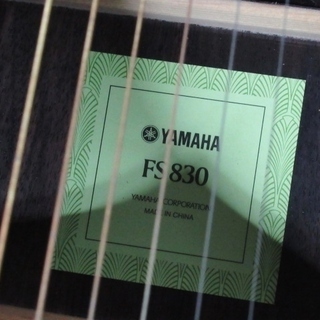 YAMAHA
FS830
YAMAHA CORPORATION
MADE IN CHINA